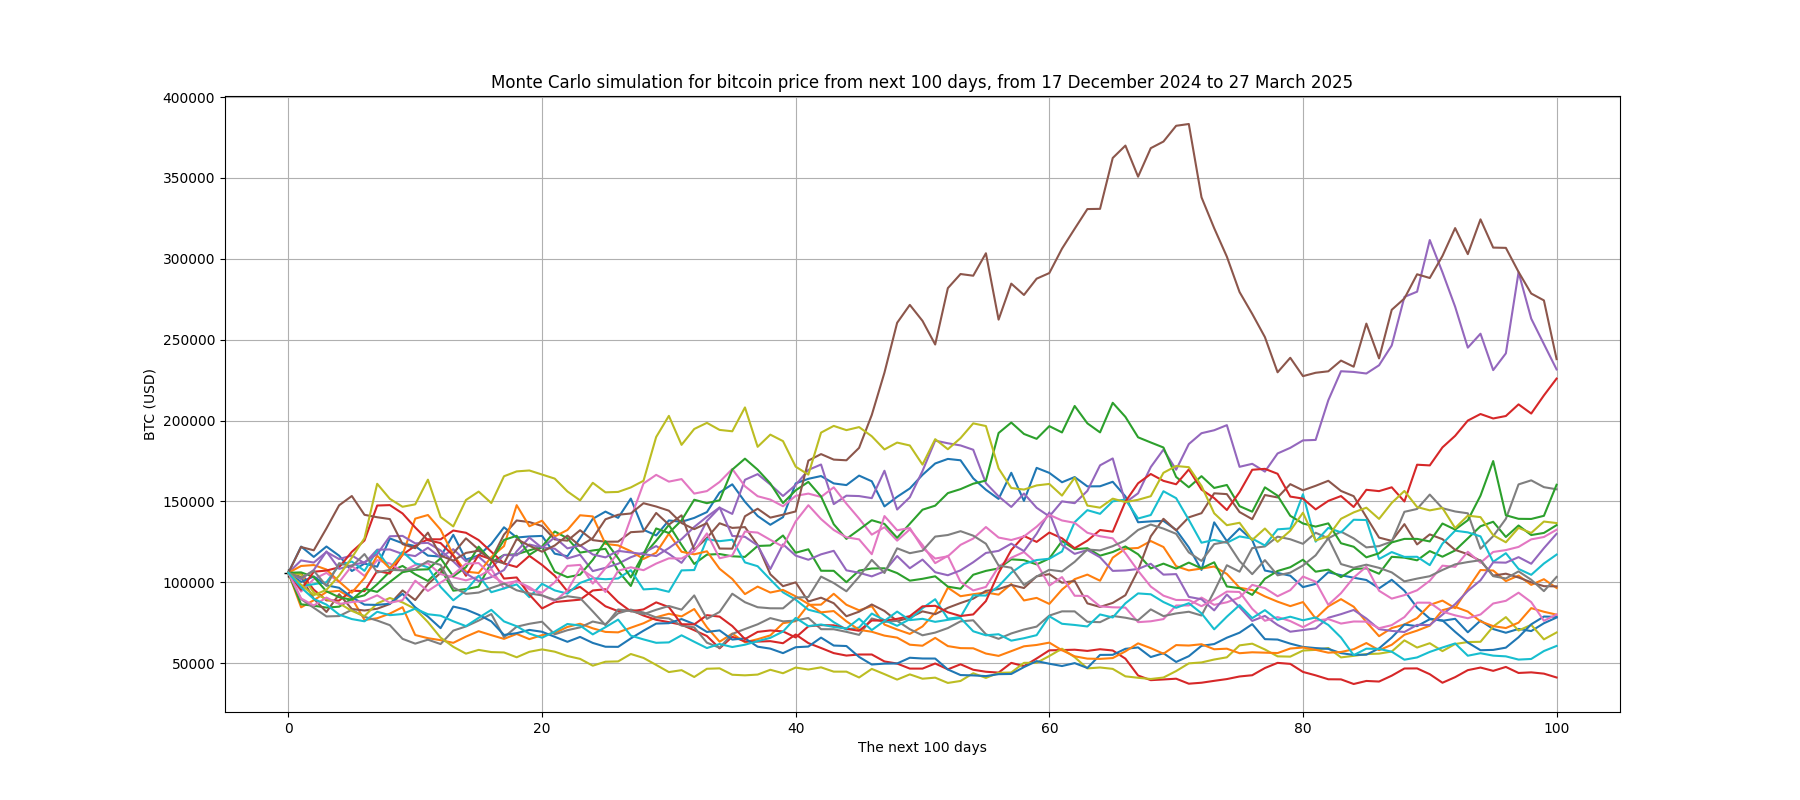 Monte Carlo simulation for bitcoin price from next 100 days, from 17 December 2024 to 27 March 2025
400000
350000
300000
250000
200000
150000
100000
50000
BTC (USD)
0 20 40 60 80 100
The next 100 days